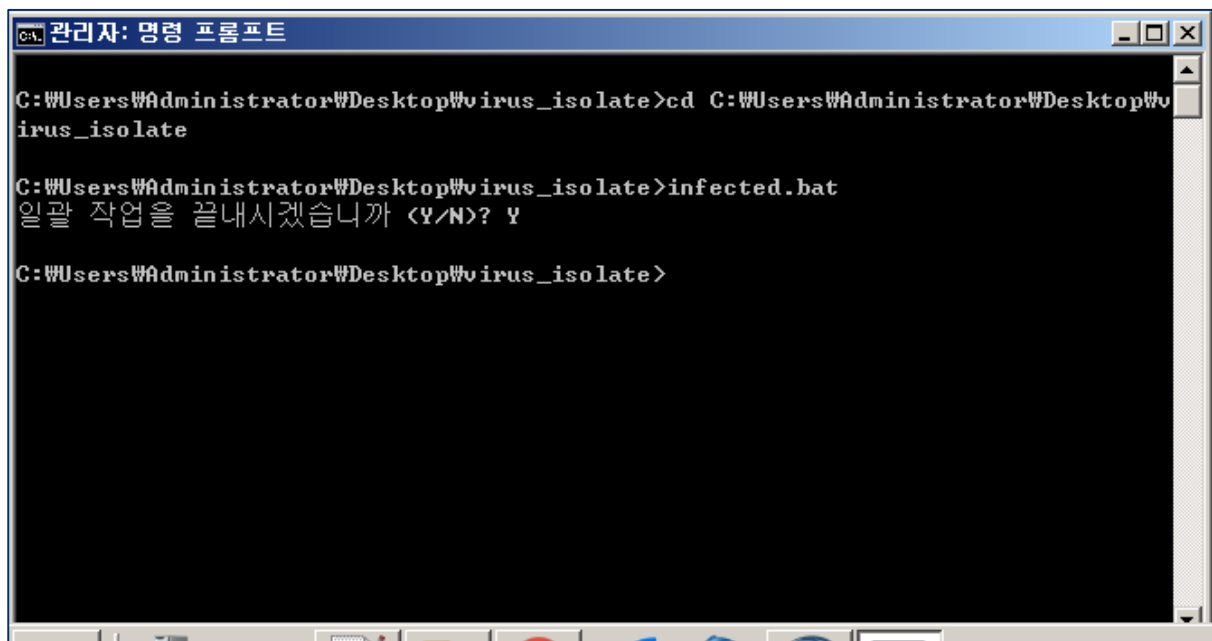 관리자: 명령 프롬프트
C:₩Users₩Administrator₩Desktop₩virus_isolate>cd C:₩Users₩Administrator₩Desktop₩v
irus_isolate
C:₩Users₩Administrator₩Desktop₩virus_isolate>infected.bat
일괄 작업을 끝내시겠습니까 (Y/N)? Y
C:₩Users₩Administrator₩Desktop₩virus_isolate>